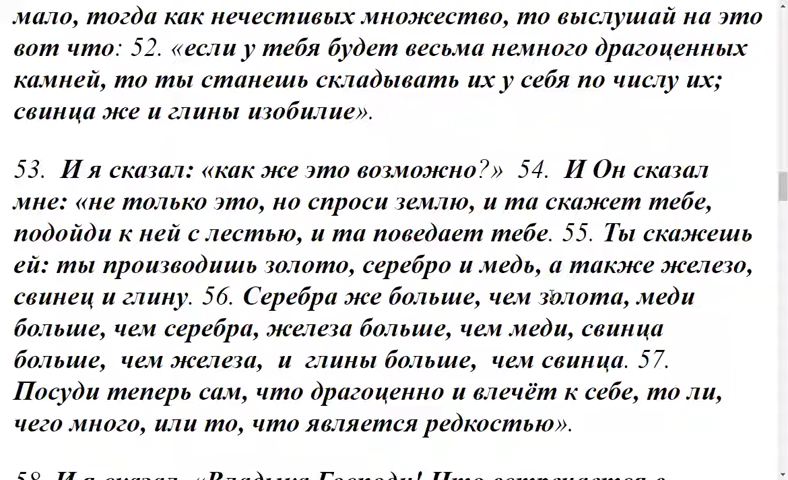 мало, тогда как нечестивых множество, то выслушай на это
вот что: 52. «если у тебя будет весьма немного драгоценных
камней, то ты станешь складывать их у себя по числу их;
свинца же и глины изобилие».
53. И я сказал: «как же это возможно?» 54. И Он сказал
мне: «не только это, но спроси землю, и та скажет тебе,
подойди к ней с лестью, и та поведает тебе. 55. Ты скажешь
ей: ты производишь золото, серебро и медь, а также железо,
свинец и глину. 56. Серебра же больше, чем золота, меди
больше, чем серебра, железа больше, чем меди, свинца
больше, чем железа, и глины больше, чем свинца. 57.
Посуди теперь сам, что драгоценно и влечёт к себе, то ли,
чего много, или то, что является редкостью».
58. И я сказал: «Владыка Господи!